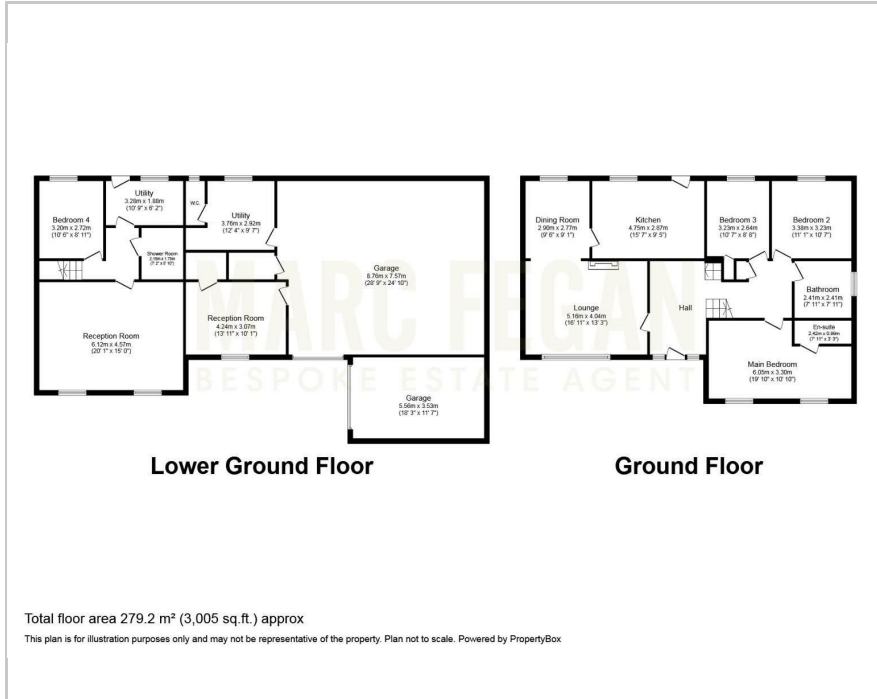 Bedroom 4
3.20m x 2.72m
(10' 6" x 8' 11")
Utility
3.28m x 1.88m
(10' 9" x 6' 2")
W.C.
Utility
3.76m x 2.92m
(12' 4" x 9' 7")
Shower Room
Garage
8.76m x 7.57m
(28' 9" x 24' 10")
Reception Room
6.12m x 4.57m
(20' 1" x 15' 0")
Reception Room
4.24m x 3.07m
(13' 11" x 10' 1")
Garage
5.56m x 3.53m
(18' 3" x 11' 7")
Lower Ground Floor
Dining Room
2.90m x 2.77m
(9' 6" x 9' 1")
Kitchen
4.75m x 2.87m
(15' 7" x 9' 5")
Bedroom 3
3.23m x 2.64m
(10' 7" x 8' 8")
Bedroom 2
3.38m x 3.23m
(11' 1" x 10' 7")
Lounge
5.16m x 4.04m
(16' 11" x 13' 3")
Hall
Bathroom
2.41m x 2.41m
(7' 11" x 7' 11")
En-suite
2.42m x 0.99m
(7' 11" x 3' 3")
Main Bedroom
6.05m x 3.30m
(19' 10" x 10' 10")
Ground Floor
MARC FEGAN
BESPOKE ESTATE AGENT
Total floor area 279.2 m² (3,005 sq.ft.) approx
This plan is for illustration purposes only and may not be representative of the property. Plan not to scale. Powered by PropertyBox